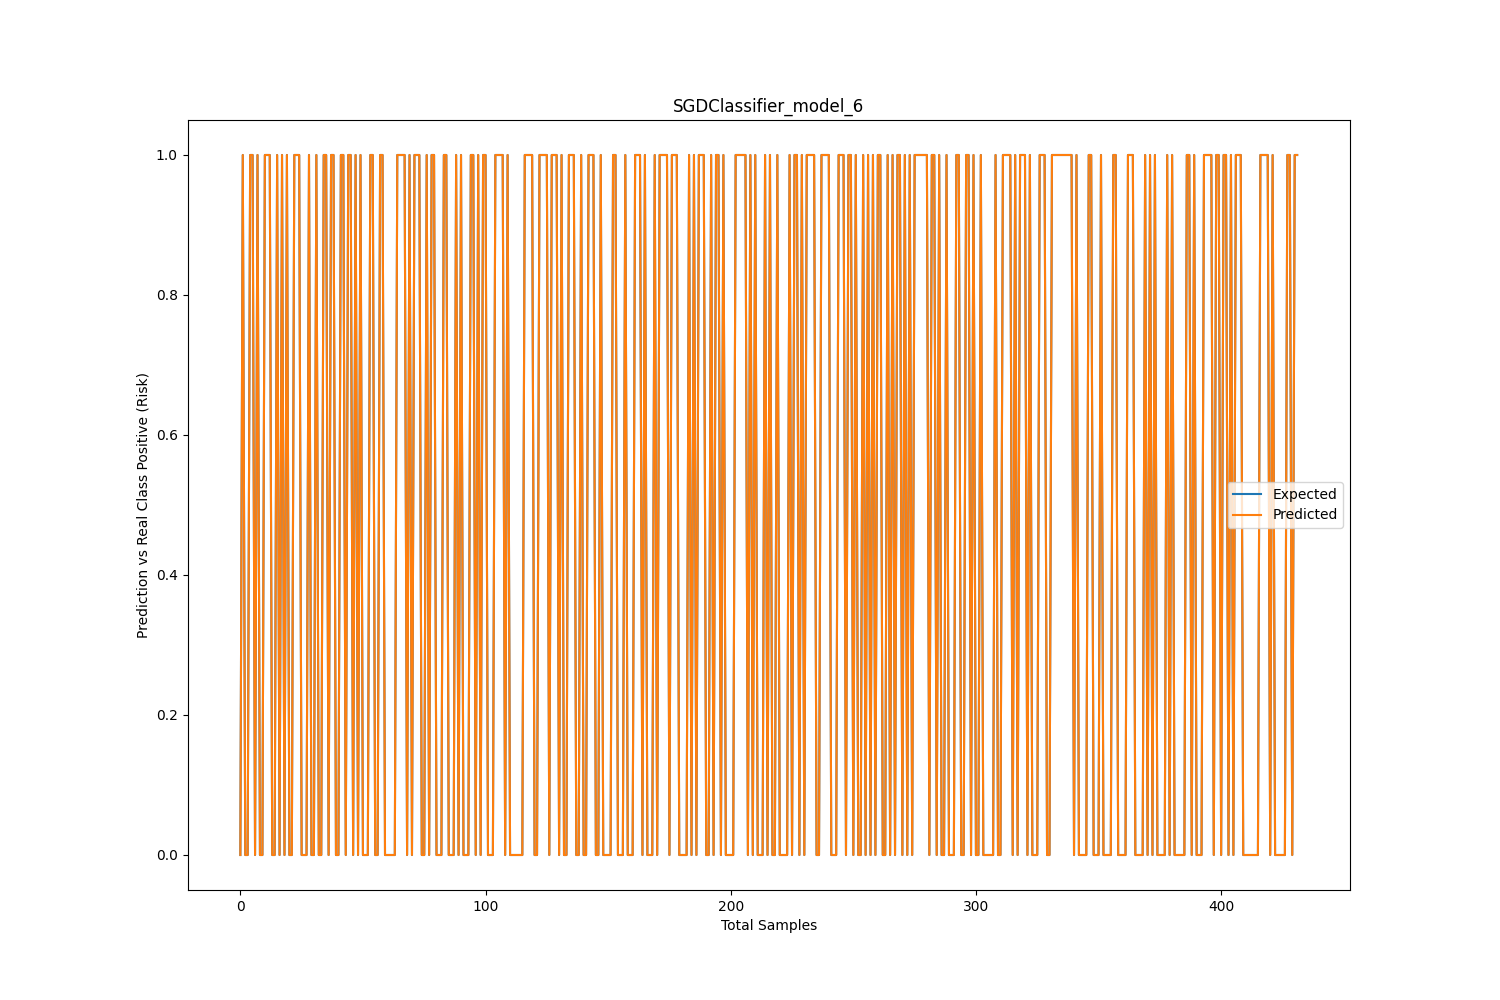 SGDClassifier_model_6
1.0
0.8
0.6
0.4
0.2
0.0
Prediction vs Real Class Positive (Risk)
Expected
Predicted
0 100 200 300 400
Total Samples